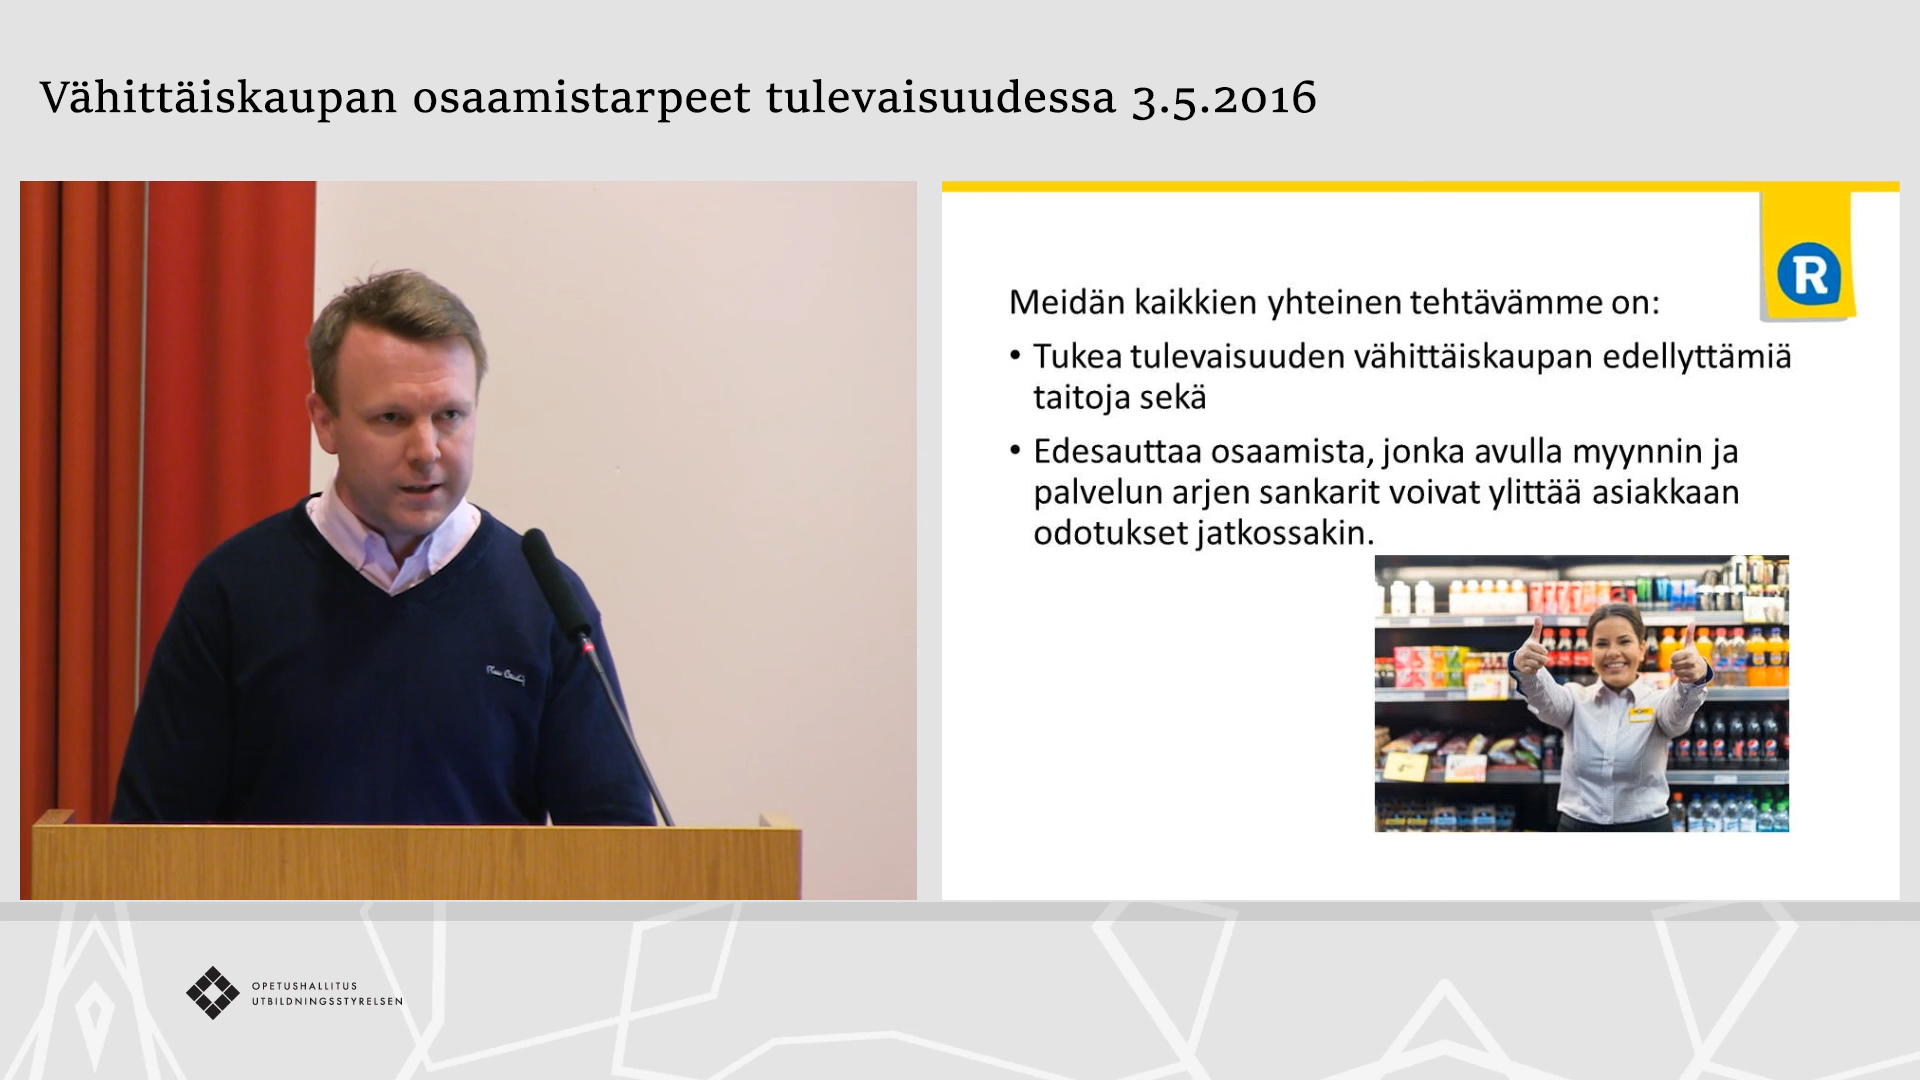 Vähittäiskaupan osaamistarpeet tulevaisuudessa 3.5.2016
R
Meidän kaikkien yhteinen tehtävämme on:
• Tukea tulevaisuuden vähittäiskaupan edellyttämiä
taitoja sekä
• Edesauttaa osaamista, jonka avulla myynnin ja
palvelun arjen sankarit voivat ylittää asiakkaan
odotukset jatkossakin.
OPETUSHALLITUS
UTBILDNINGSSTYRELSEN